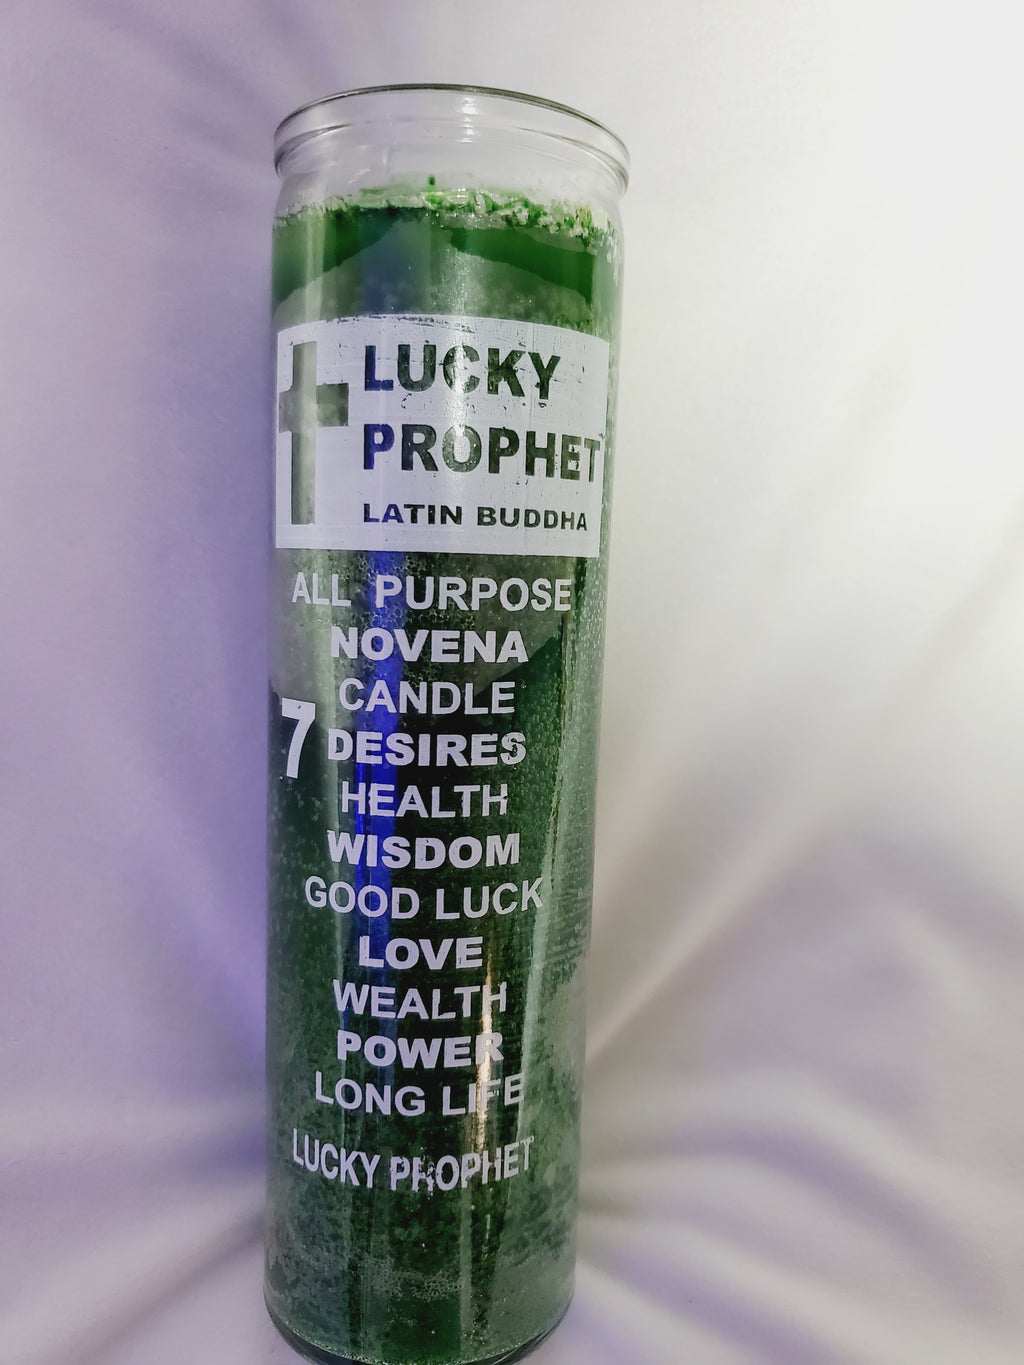 LUCKY
PROPHET
LATIN BUDDHA
ALL PURPOSE
NOVENA
CANDLE
7 DESIRES
HEALTH
WISDOM
GOOD LUCK
LOVE
WEALTH
POWER
LONG LIFE
LUCKY PROPHET